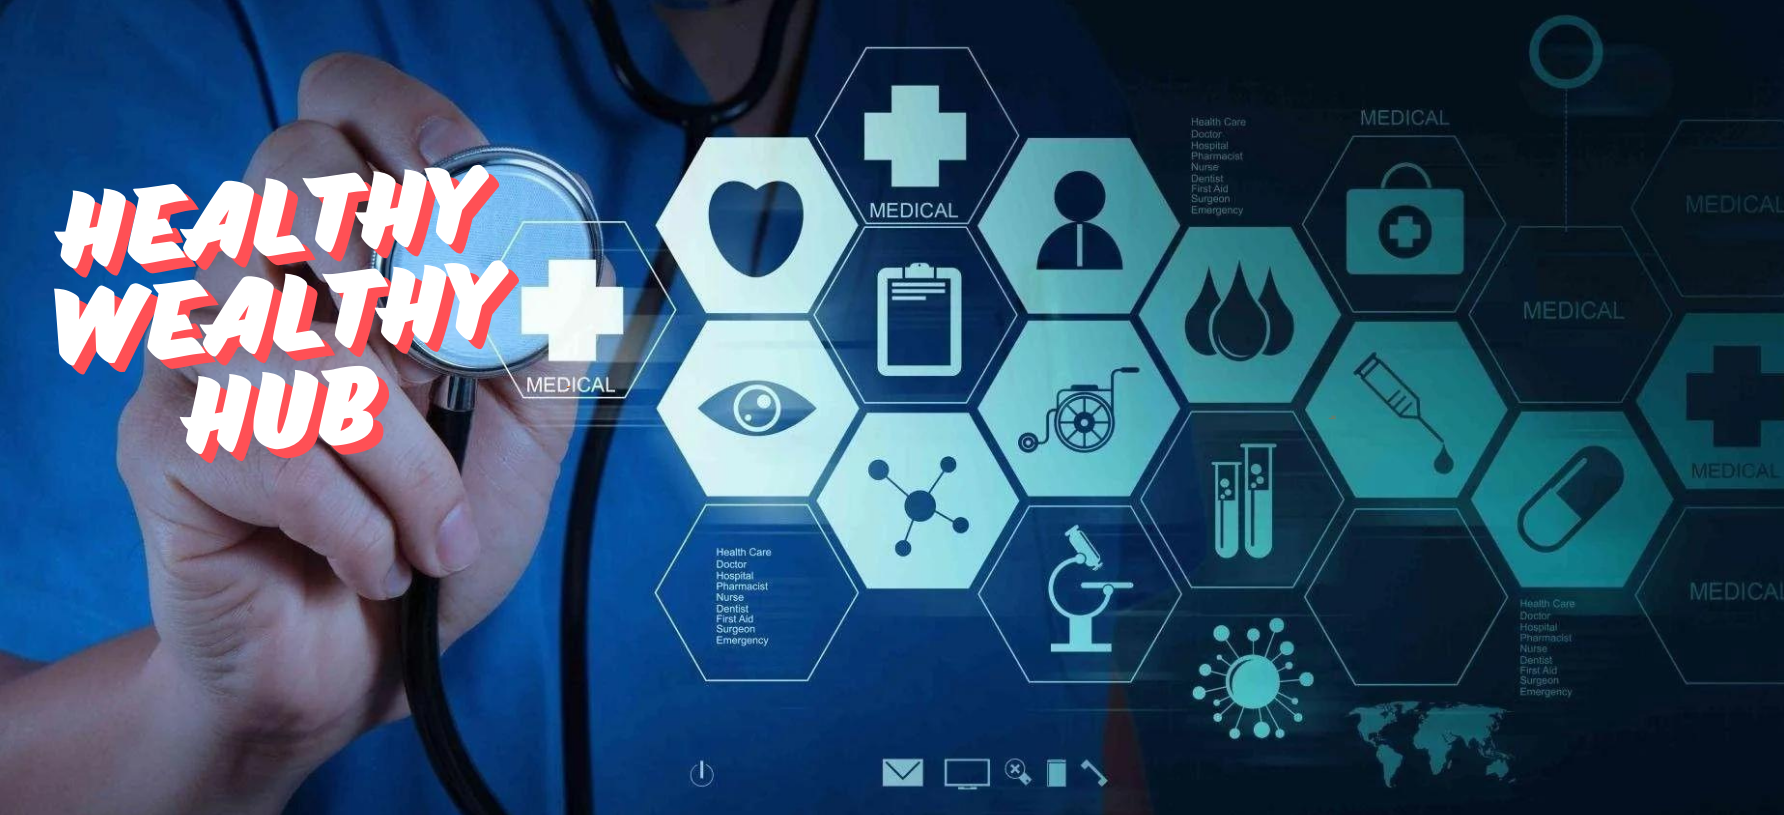 HEALTHY
WEALTHY
HUB
MEDICAL
MEDICAL
Health Care
Doctor
Hospital
Pharmacist
Nurse
Dentist
First Aid
Surgeon
Emergency
Health Care
Doctor
Hospital
Pharmacist
Nurse
Dentist
First Aid
Surgeon
Emergency
MEDICAL
MEDICAL
MEDICAL
MEDICAL
MEDICAL
Health Care
Doctor
Hospital
Pharmacist
Nurse
Dentist
First Aid
Surgeon
Emergency